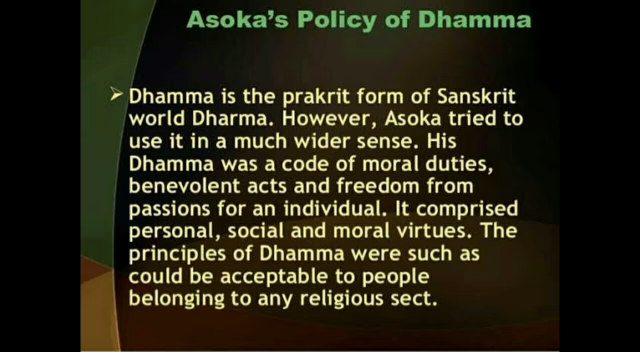 Asoka's Policy of Dhamma
Dhamma is the prakrit form of Sanskrit
world Dharma. However, Asoka tried to
use it in a much wider sense. His
Dhamma was a code of moral duties,
benevolent acts and freedom from
passions for an individual. It comprised
personal, social and moral virtues. The
principles of Dhamma were such as
could be acceptable to people
belonging to any religious sect.